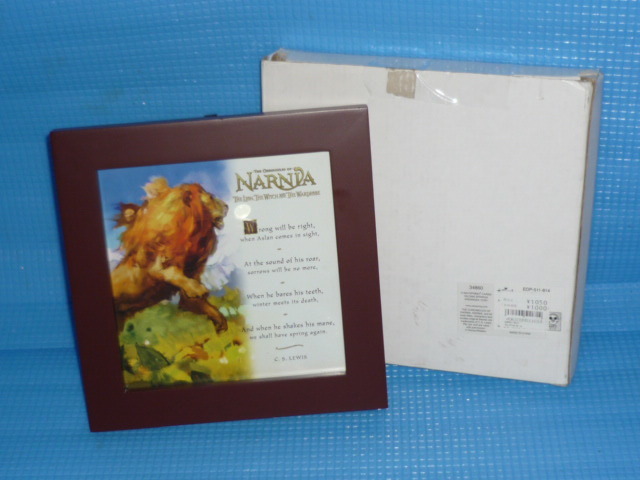 THE CHRONICLES OF
NARNIA
THE LION, THE WITCH AND THE WARDROBE
Wrong will be right,
when Aslan comes in sight,
~
At the sound of his roar,
sorrows will be no more,
~
When he bares his teeth,
winter meets its death,
~
And when he shakes his mane,
we shall have spring again.
C. S. LEWIS
¥1050
¥1000